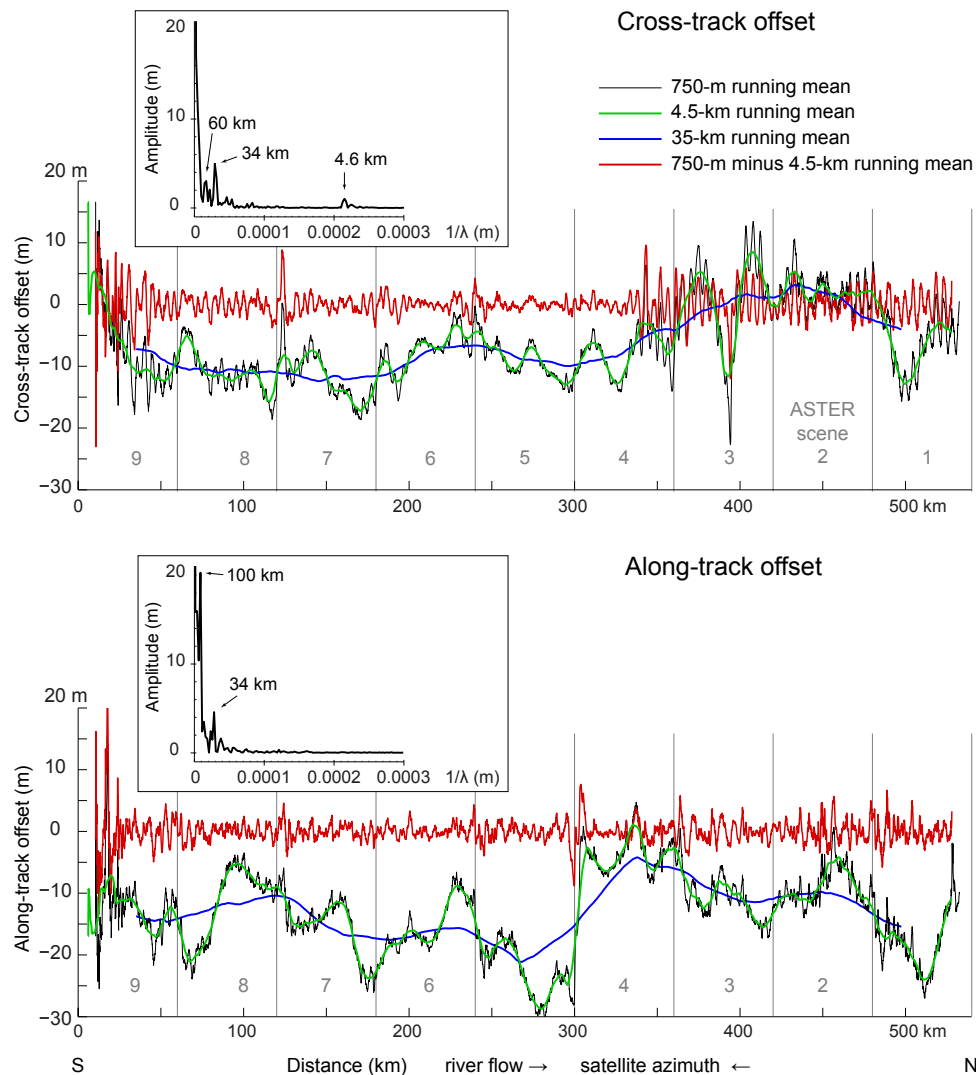 Cross-track offset
20
10
0
Amplitude (m)
60 km
34 km
4.6 km
0 0.0001 0.0002 0.0003
1/λ (m)
750-m running mean
4.5-km running mean
35-km running mean
750-m minus 4.5-km running mean
20 m
10
0
−10
−20
−30
Cross-track offset (m)
ASTER
scene
9 8 7 6 5 4 3 2 1
0 100 200 300 400 500 km
Along-track offset
20
10
0
Amplitude (m)
100 km
34 km
0 0.0001 0.0002 0.0003
1/λ (m)
20 m
10
0
−10
−20
−30
Along-track offset (m)
9 8 7 6 4 3 2
0 100 200 300 400 500 km
S Distance (km) river flow → satellite azimuth ← N